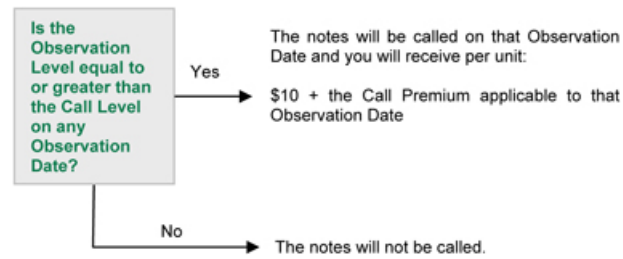 Is the
Observation
Level equal to
or greater than
the Call Level
on any
Observation
Date?
Yes
The notes will be called on that Observation
Date and you will receive per unit:
$10 + the Call Premium applicable to that
Observation Date
No
The notes will not be called.